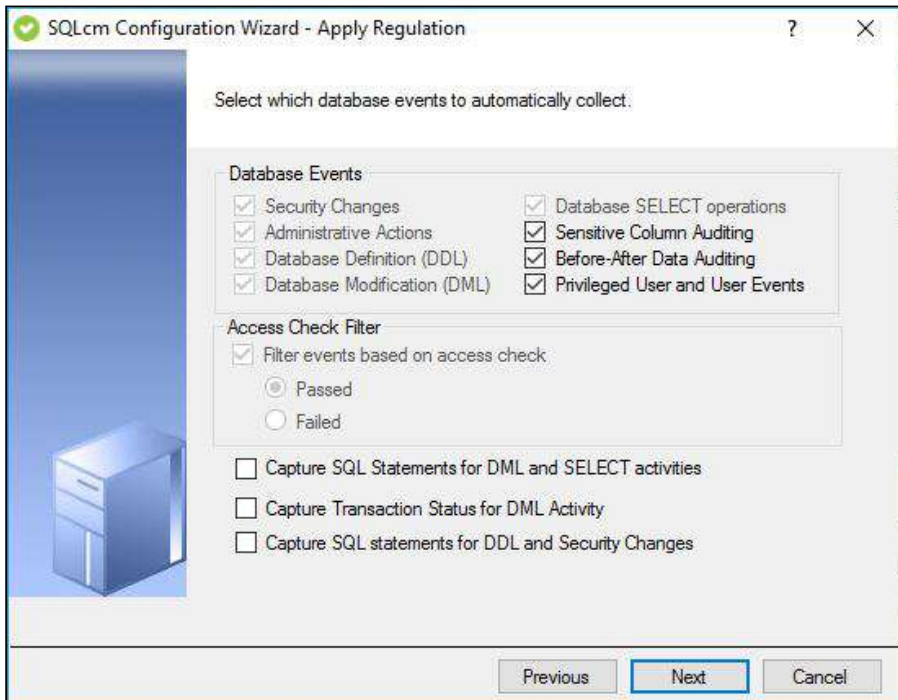 SQLcm Configuration Wizard - Apply Regulation
?
Select which database events to automatically collect.
Database Events
Security Changes
Database SELECT operations
Administrative Actions
Sensitive Column Auditing
Database Definition (DDL)
Before-After Data Auditing
Database Modification (DML)
Privileged User and User Events
Access Check Filter
Filter events based on access check
Passed
Failed
Capture SQL Statements for DML and SELECT activities
Capture Transaction Status for DML Activity
Capture SQL statements for DDL and Security Changes
Previous
Next
Cancel